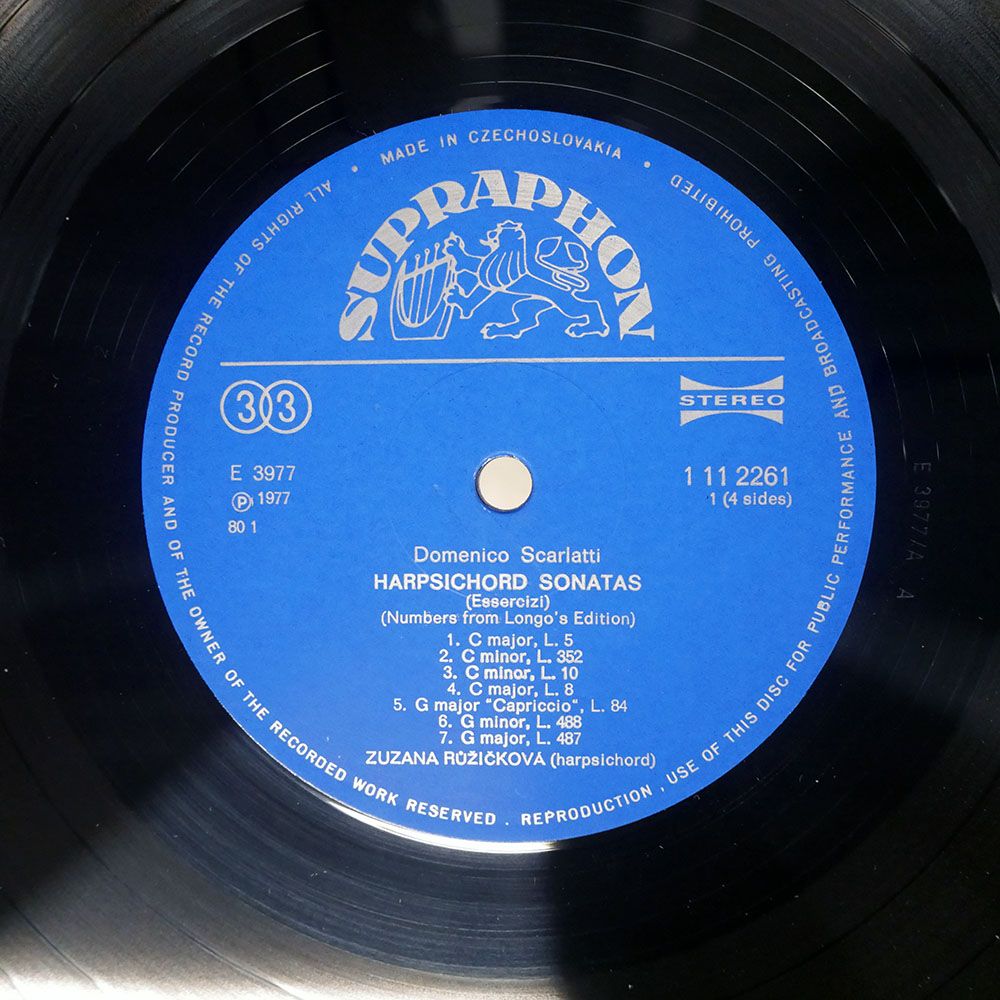 • MADE IN CZECHOSLOVAKIA •
SUPRAPHON
33
STEREO
E 3977
Ⓟ 1977
80 1
1 11 2261
1 (4 sides)
Domenico Scarlatti
HARPSICHORD SONATAS
(Essercizi)
(Numbers from Longo's Edition)
1. C major, L. 5
2. C minor, L. 352
3. C minor, L. 10
4. C major, L. 8
5. G major "Capriccio", L. 84
6. G minor, L. 488
7. G major, L. 487
ZUZANA RŮŽIČKOVÁ (harpsichord)
ALL RIGHTS OF THE RECORD PRODUCER AND OF THE OWNER OF THE RECORDED WORK RESERVED . REPRODUCTION , USE OF THIS DISC FOR PUBLIC PERFORMANCE AND BROADCASTING PROHIBITED
E 3977/A A